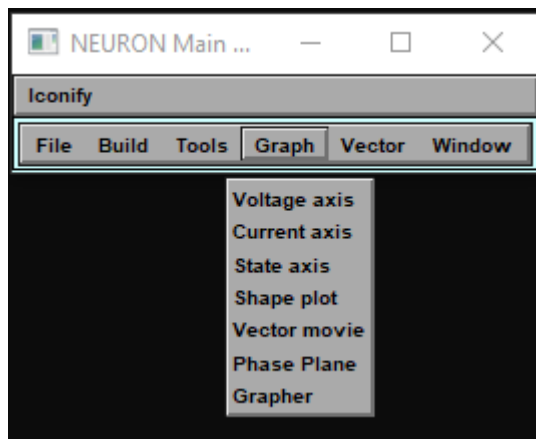 NEURON Main ...
Iconify
File Build Tools Graph Vector Window
Voltage axis
Current axis
State axis
Shape plot
Vector movie
Phase Plane
Grapher